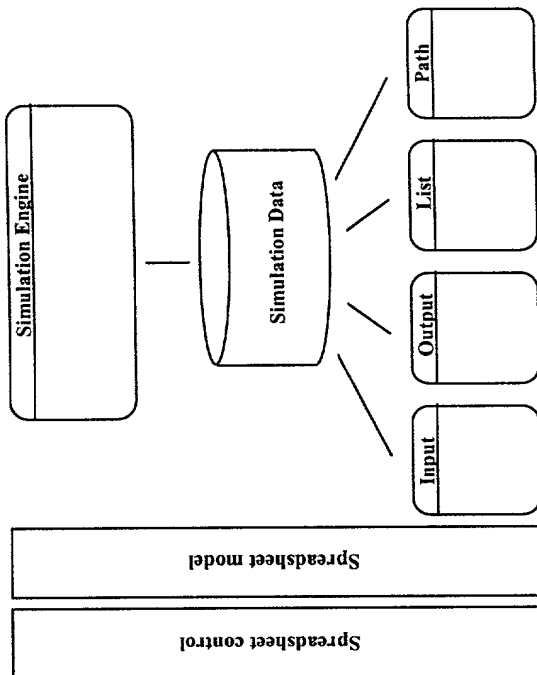 Simulation Engine
Simulation Data
Input
Output
List
Path
Spreadsheet model
Spreadsheet control